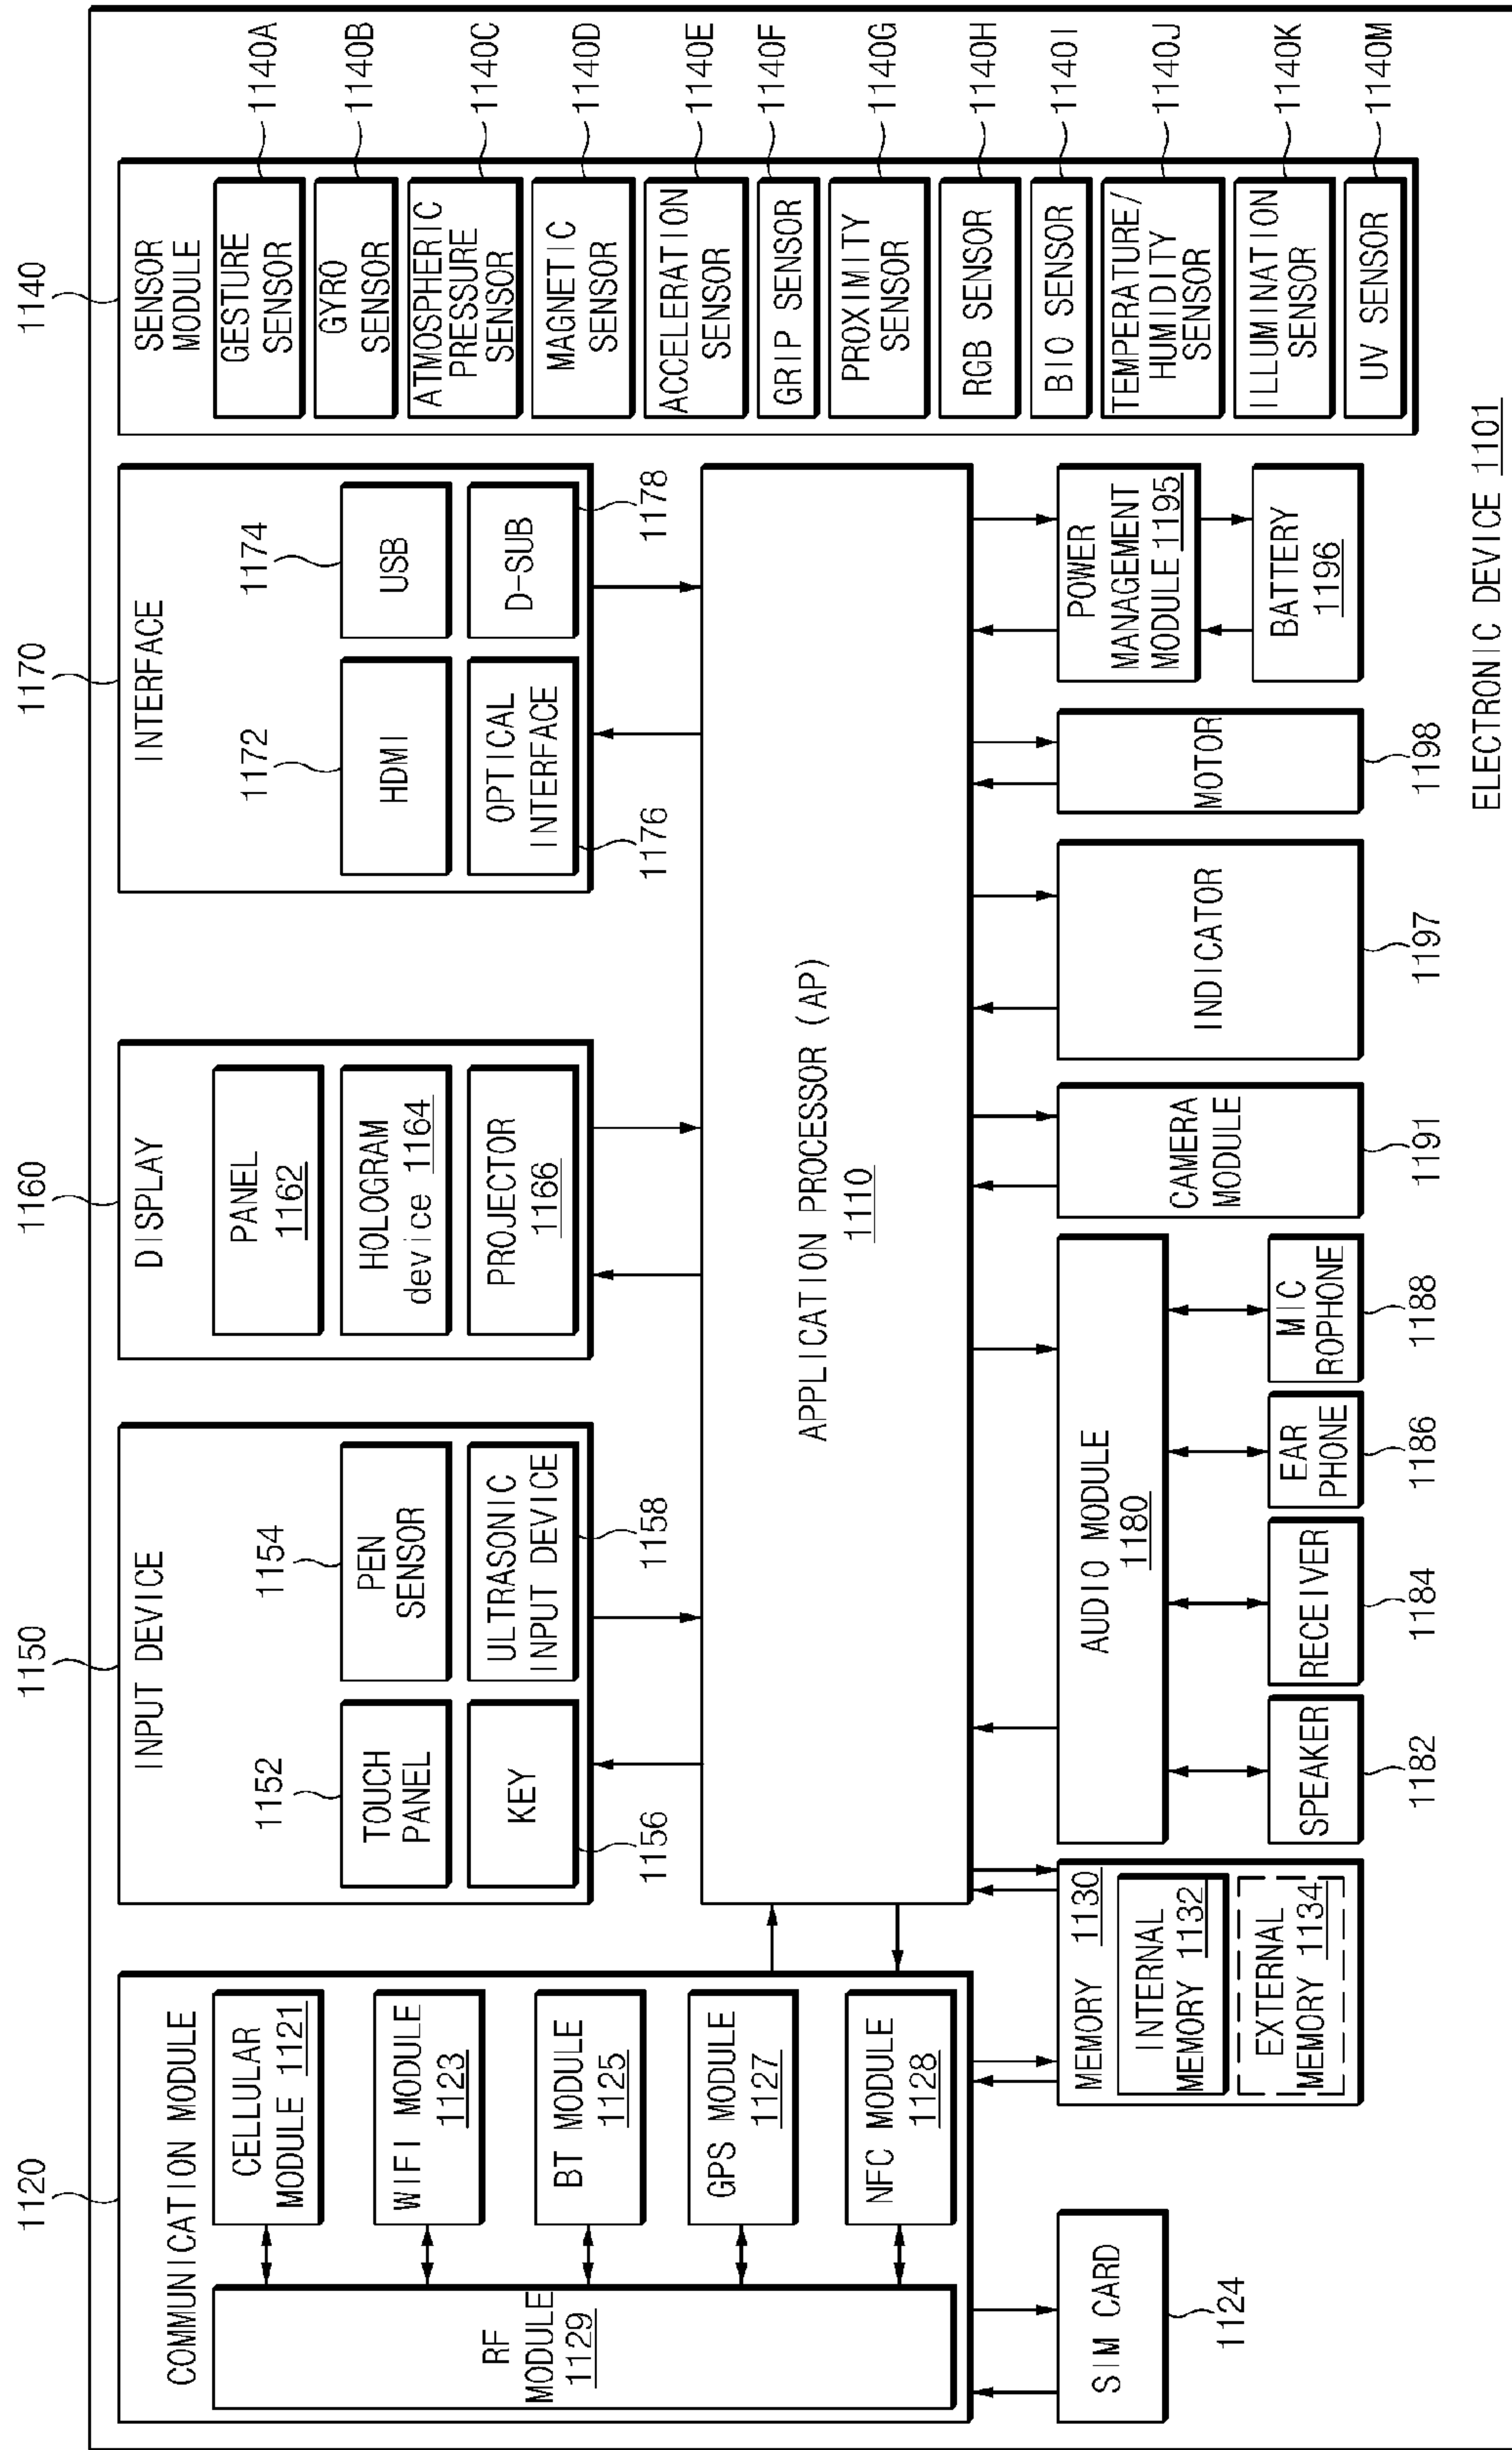 1120
COMMUNICATION MODULE
CELLULAR
MODULE 1121
WIFI MODULE
1123
BT MODULE
1125
GPS MODULE
1127
NFC MODULE
1128
RF
MODULE
1129
SIM CARD
1124
1150
INPUT DEVICE
1152
TOUCH
PANEL
1154
PEN
SENSOR
KEY
1156
ULTRASONIC
INPUT DEVICE
1158
1160
DISPLAY
PANEL
1162
HOLOGRAM
device 1164
PROJECTOR
1166
1170
INTERFACE
1172
HDMI
1174
USB
OPTICAL
INTERFACE
1176
D-SUB
1178
1140
SENSOR
MODULE
GESTURE
SENSOR
1140A
GYRO
SENSOR
1140B
ATMOSPHERIC
PRESSURE
SENSOR
1140C
MAGNETIC
SENSOR
1140D
ACCELERATION
SENSOR
1140E
GRIP SENSOR
1140F
PROXIMITY
SENSOR
1140G
RGB SENSOR
1140H
BIO SENSOR
1140I
TEMPERATURE/
HUMIDITY
SENSOR
1140J
ILLUMINATION
SENSOR
1140K
UV SENSOR
1140M
APPLICATION PROCESSOR (AP)
1110
MEMORY 1130
INTERNAL
MEMORY 1132
EXTERNAL
MEMORY 1134
AUDIO MODULE
1180
SPEAKER
1182
RECEIVER
1184
EAR
PHONE
1186
MIC
ROPHONE
1188
CAMERA
MODULE
1191
INDICATOR
1197
MOTOR
1198
POWER
MANAGEMENT
MODULE 1195
BATTERY
1196
ELECTRONIC DEVICE 1101